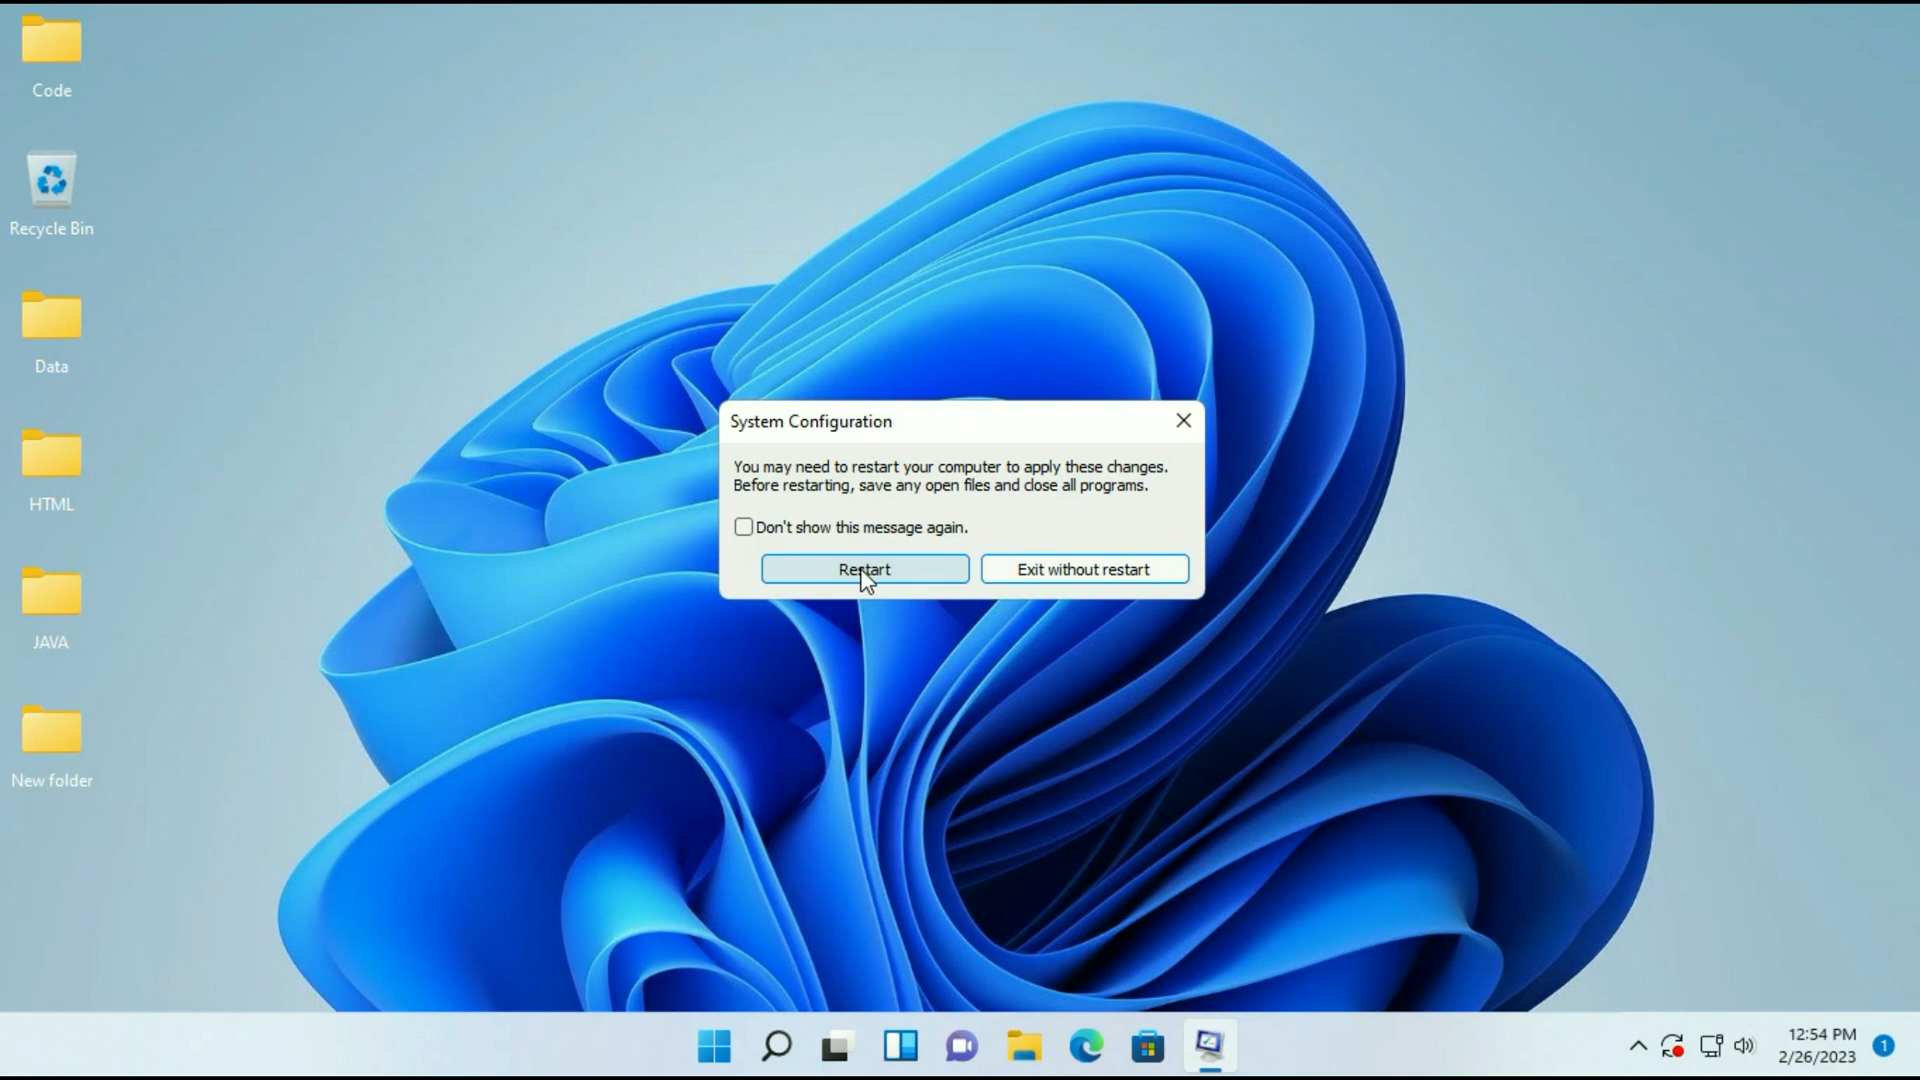 Code
Recycle Bin
Data
HTML
JAVA
New folder
System Configuration
You may need to restart your computer to apply these changes.
Before restarting, save any open files and close all programs.
Don't show this message again.
Restart
Exit without restart
12:54 PM
2/26/2023
1